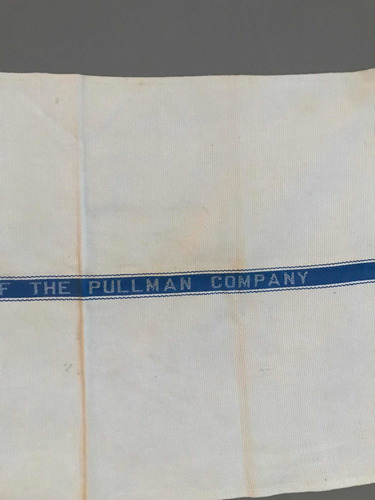 F THE PULLMAN COMPANY